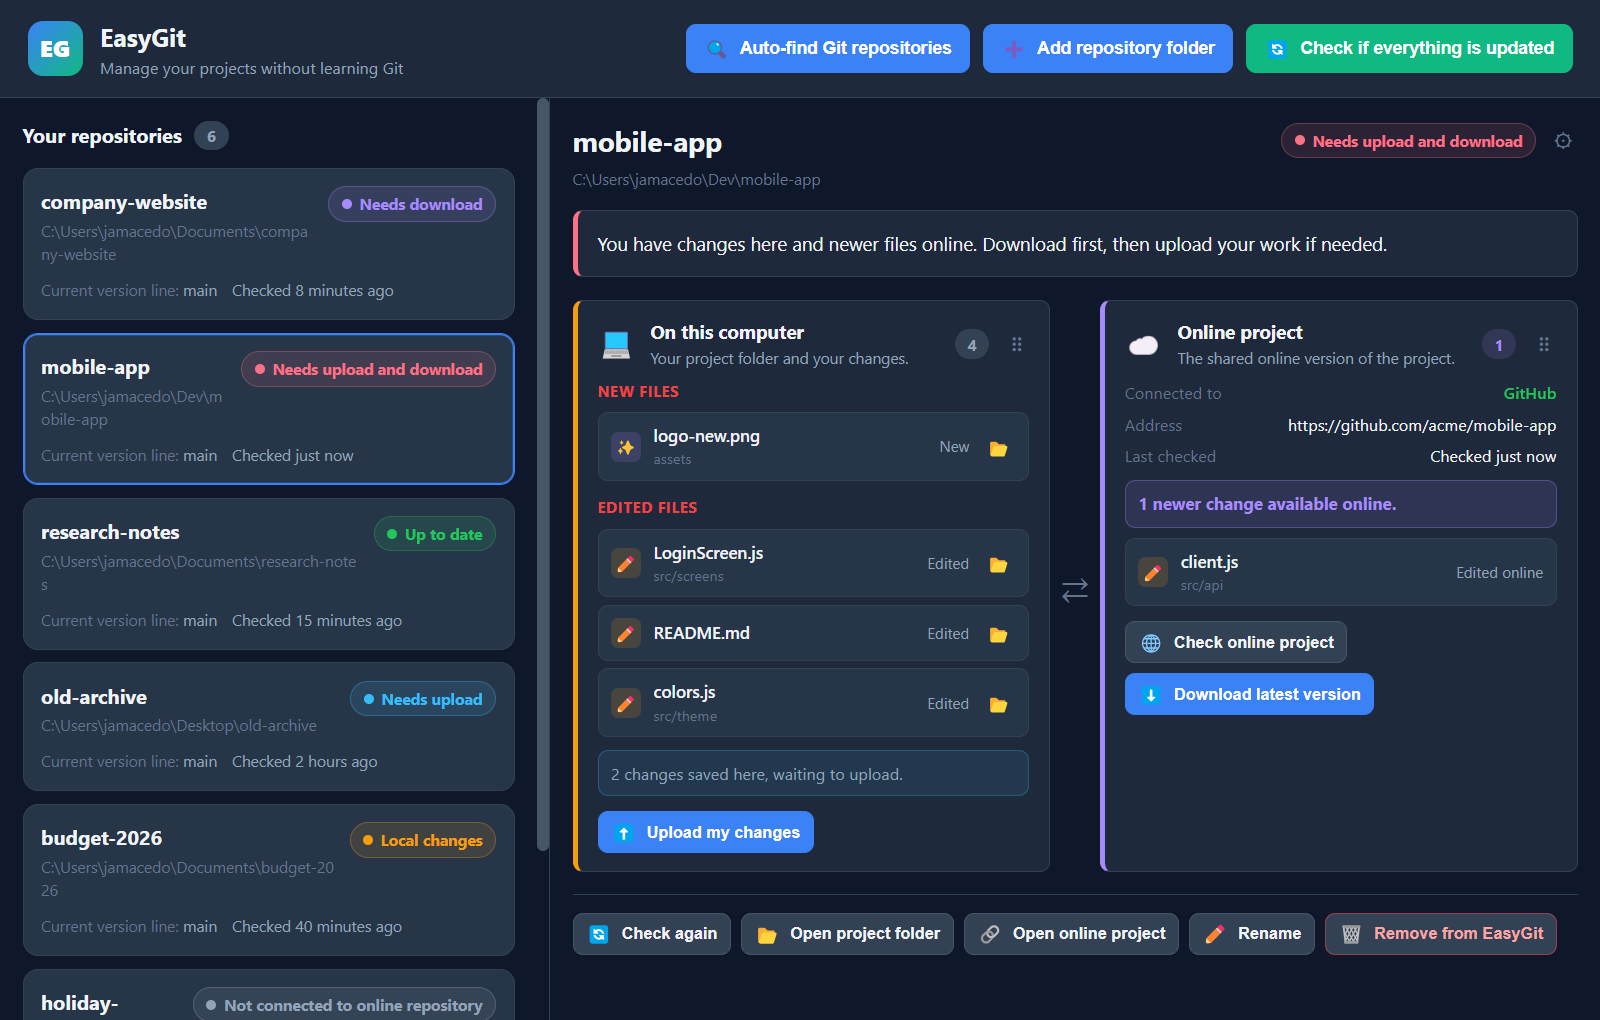 EG
EasyGit
Manage your projects without learning Git
Auto-find Git repositories
Add repository folder
Check if everything is updated
Your repositories 6
company-website
Needs download
C:\Users\jamacedo\Documents\compa
ny-website
Current version line: main Checked 8 minutes ago
mobile-app
Needs upload and download
C:\Users\jamacedo\Dev\m
obile-app
Current version line: main Checked just now
research-notes
Up to date
C:\Users\jamacedo\Documents\research-note
s
Current version line: main Checked 15 minutes ago
old-archive
Needs upload
C:\Users\jamacedo\Desktop\old-archive
Current version line: main Checked 2 hours ago
budget-2026
Local changes
C:\Users\jamacedo\Documents\budget-20
26
Current version line: main Checked 40 minutes ago
holiday-
Not connected to online repository
mobile-app
Needs upload and download
C:\Users\jamacedo\Dev\mobile-app
You have changes here and newer files online. Download first, then upload your work if needed.
On this computer
Your project folder and your changes.
4
NEW FILES
logo-new.png
assets
New
EDITED FILES
LoginScreen.js
src/screens
Edited
README.md
Edited
colors.js
src/theme
Edited
2 changes saved here, waiting to upload.
Upload my changes
Online project
The shared online version of the project.
1
Connected to GitHub
Address https://github.com/acme/mobile-app
Last checked Checked just now
1 newer change available online.
client.js
src/api
Edited online
Check online project
Download latest version
Check again
Open project folder
Open online project
Rename
Remove from EasyGit